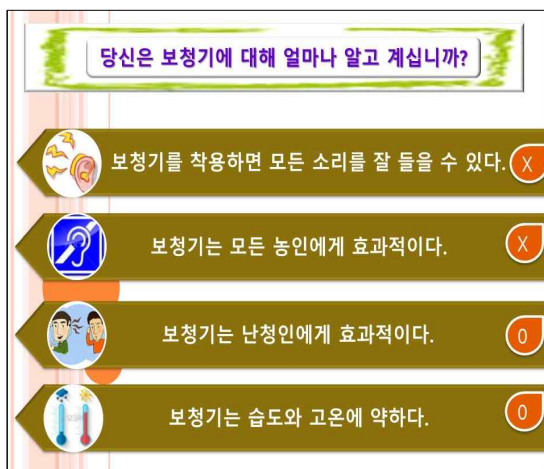 당신은 보청기에 대해 얼마나 알고 계십니까?
보청기를 착용하면 모든 소리를 잘 들을 수 있다. X
보청기는 모든 농인에게 효과적이다. X
보청기는 난청인에게 효과적이다. O
보청기는 습도와 고온에 약하다. O